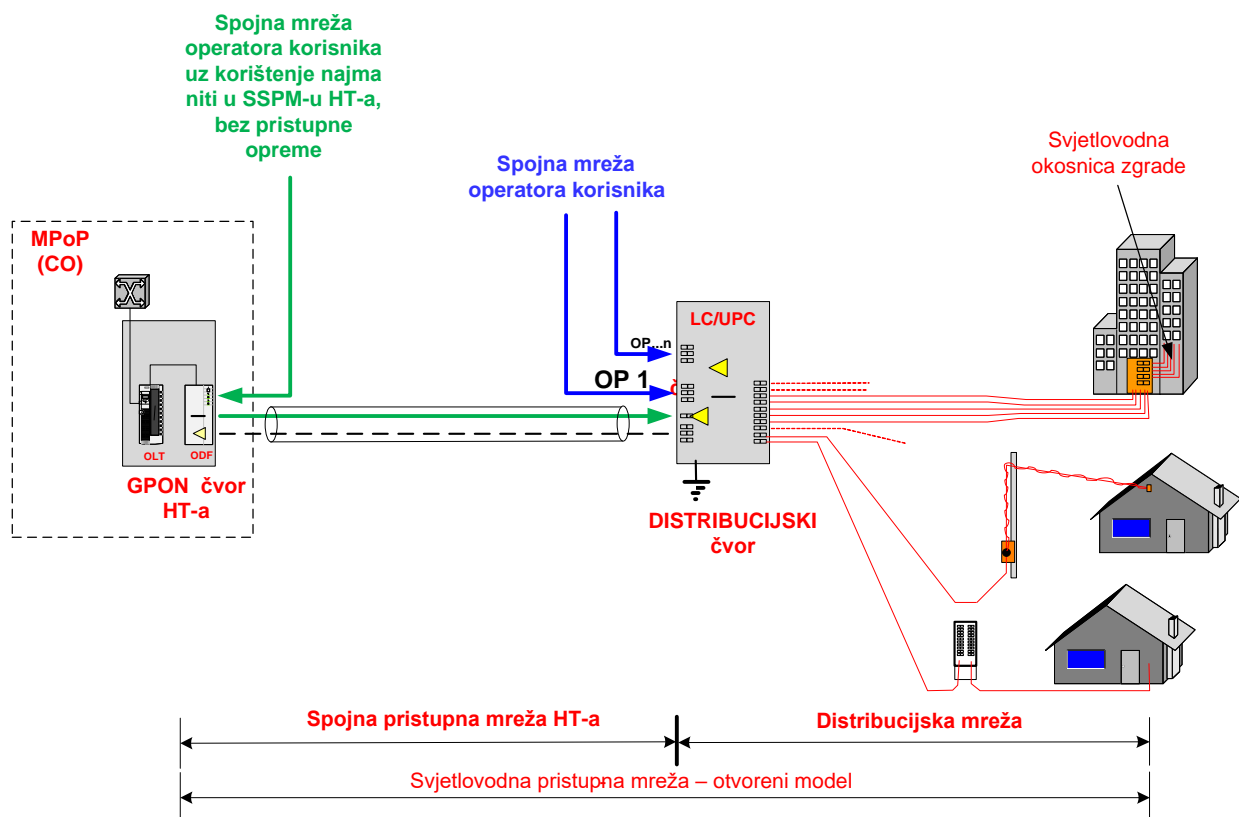 Spojna mreža
operatora korisnika
uz korištenje najma
niti u SSPM-u HT-a,
bez pristupne
opreme
Spojna mreža
operatora korisnika
Svjetlovodna
okosnica zgrade
MPoP
(CO)
LC/UPC
OP...n
OP 1
OLT
ODF
GPON čvor
HT-a
DISTRIBUCIJSKI
čvor
Spojna pristupna mreža HT-a
Distribucijska mreža
Svjetlovodna pristupna mreža – otvoreni model